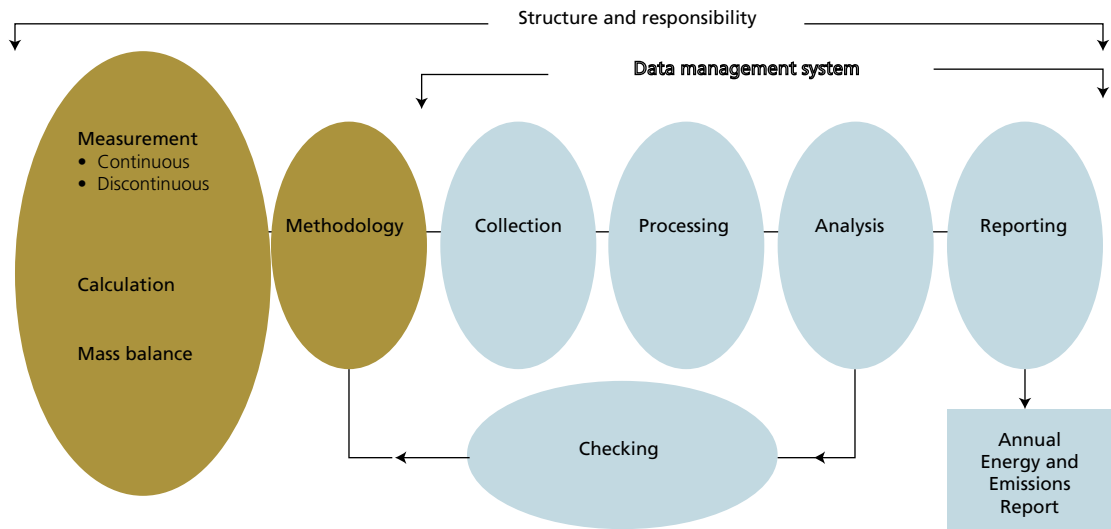 Structure and responsibility
Data management system
Measurement
• Continuous
• Discontinuous
Calculation
Mass balance
Methodology
Collection
Processing
Analysis
Reporting
Checking
Annual
Energy and
Emissions
Report